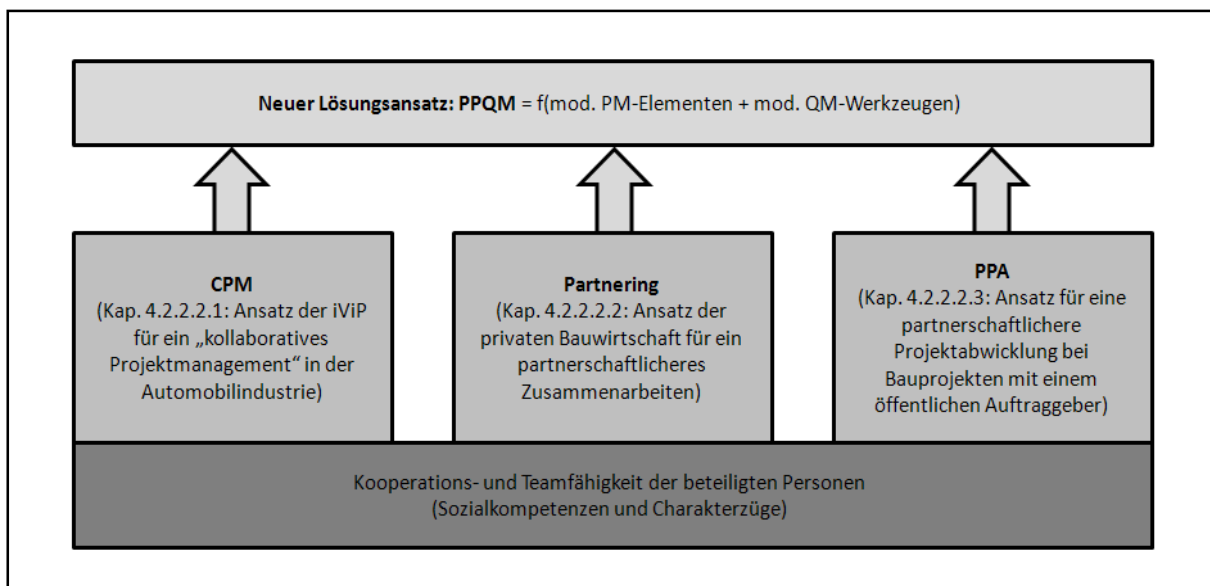 Neuer Lösungsansatz: PPQM = f(mod. PM-Elementen + mod. QM-Werkzeugen)
CPM
(Kap. 4.2.2.2.1: Ansatz der iViP
für ein „kollaboratives
Projektmanagement“ in der
Automobilindustrie)
Partnering
(Kap. 4.2.2.2.2: Ansatz der
privaten Bauwirtschaft für ein
partnerschaftlicheres
Zusammenarbeiten)
PPA
(Kap. 4.2.2.2.3: Ansatz für eine
partnerschaftlichere
Projektabwicklung bei
Bauprojekten mit einem
öffentlichen Auftraggeber)
Kooperations- und Teamfähigkeit der beteiligten Personen
(Sozialkompetenzen und Charakterzüge)